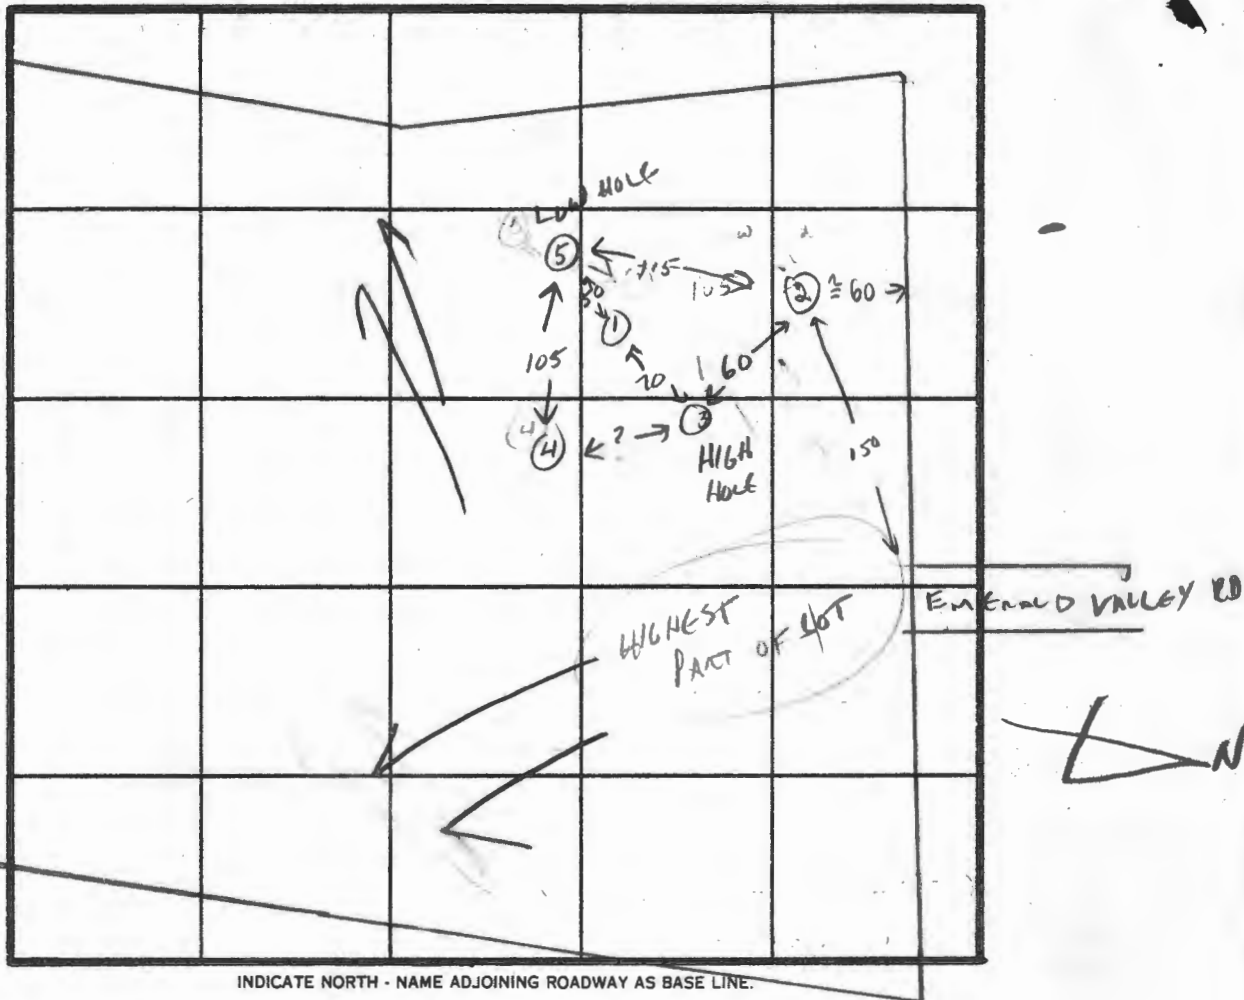 LOW HOLE
5
115
105
2
≅ 60
30
1
105
70
60
4
4
?
3
HIGH
HOLE
150
HIGHEST
PART OF LOT
EMERALD VALLEY RD
N
INDICATE NORTH - NAME ADJOINING ROADWAY AS BASE LINE.